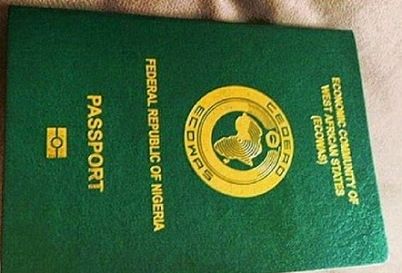 ECONOMIC COMMUNITY OF
WEST AFRICAN STATES
(ECOWAS)
CEDEAO
ECOWAS
FEDERAL REPUBLIC OF NIGERIA
PASSPORT